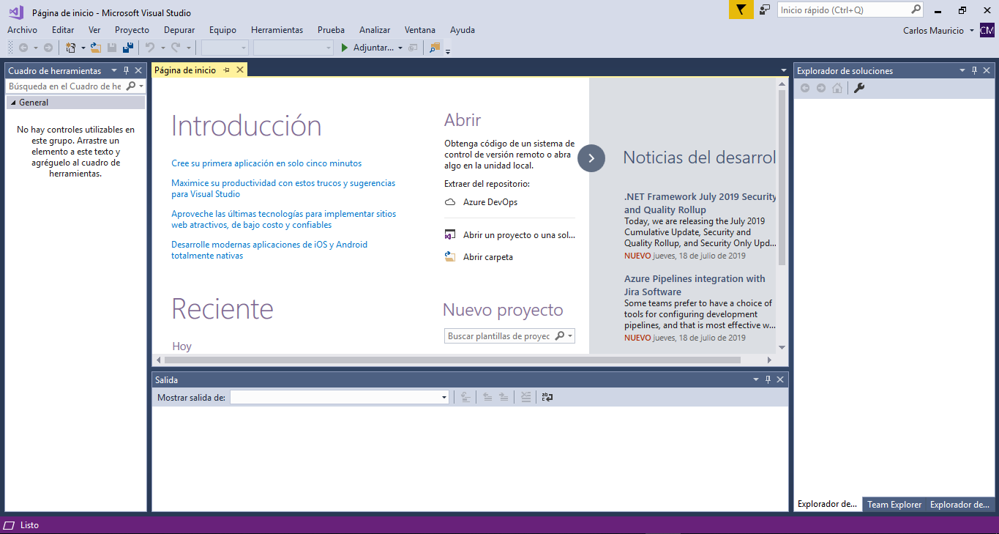 Página de inicio - Microsoft Visual Studio
Inicio rápido (Ctrl+Q)
Archivo Editar Ver Proyecto Depurar Equipo Herramientas Prueba Analizar Ventana Ayuda
Carlos Mauricio CM
Adjuntar...
Cuadro de herramientas
Búsqueda en el Cuadro de he
General
No hay controles utilizables en
este grupo. Arrastre un
elemento a este texto y
agréguelo al cuadro de
herramientas.
Página de inicio
Introducción
Cree su primera aplicación en solo cinco minutos
Maximice su productividad con estos trucos y sugerencias
para Visual Studio
Aproveche las últimas tecnologías para implementar sitios
web atractivos, de bajo costo y confiables
Desarrolle modernas aplicaciones de iOS y Android
totalmente nativas
Reciente
Hoy
Abrir
Obtenga código de un sistema de
control de versión remoto o abra
algo en la unidad local.
Extraer del repositorio:
Azure DevOps
Abrir un proyecto o una sol...
Abrir carpeta
Nuevo proyecto
Buscar plantillas de proyec
Noticias del desarrol
.NET Framework July 2019 Security
and Quality Rollup
Today, we are releasing the July 2019
Cumulative Update, Security and
Quality Rollup, and Security Only Upd...
NUEVO jueves, 18 de julio de 2019
Azure Pipelines integration with
Jira Software
Some teams prefer to have a choice of
tools for configuring development
pipelines, and that is most effective w...
NUEVO jueves, 18 de julio de 2019
Salida
Mostrar salida de:
Explorador de soluciones
Explorador de... Team Explorer Explorador de...
Listo